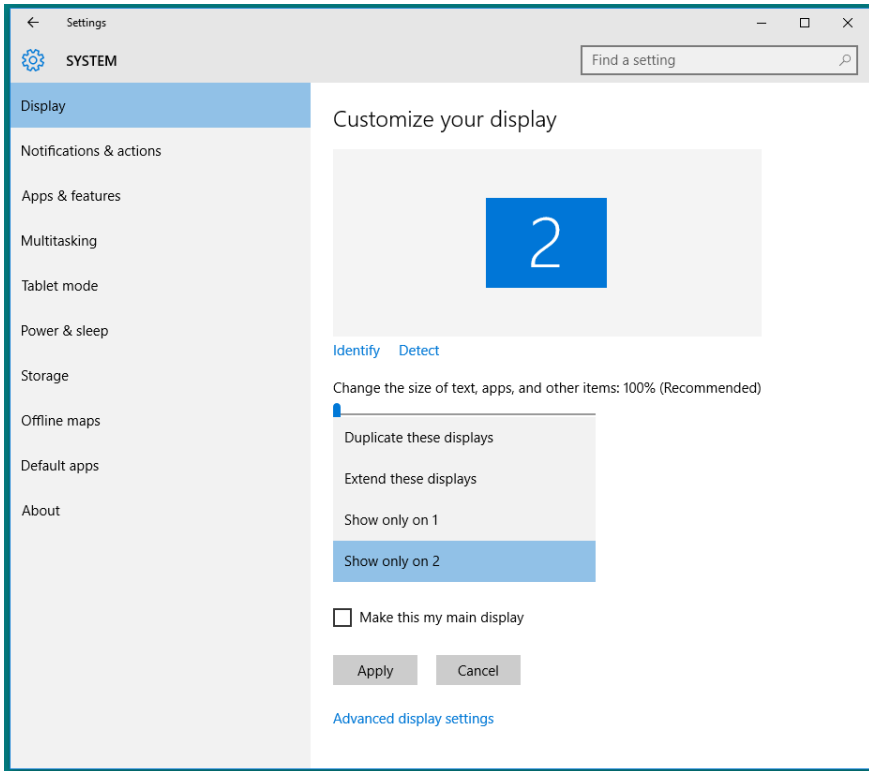 Settings
SYSTEM
Find a setting
Display
Notifications & actions
Apps & features
Multitasking
Tablet mode
Power & sleep
Storage
Offline maps
Default apps
About
Customize your display
2
Identify Detect
Change the size of text, apps, and other items: 100% (Recommended)
Duplicate these displays
Extend these displays
Show only on 1
Show only on 2
Make this my main display
Apply Cancel
Advanced display settings